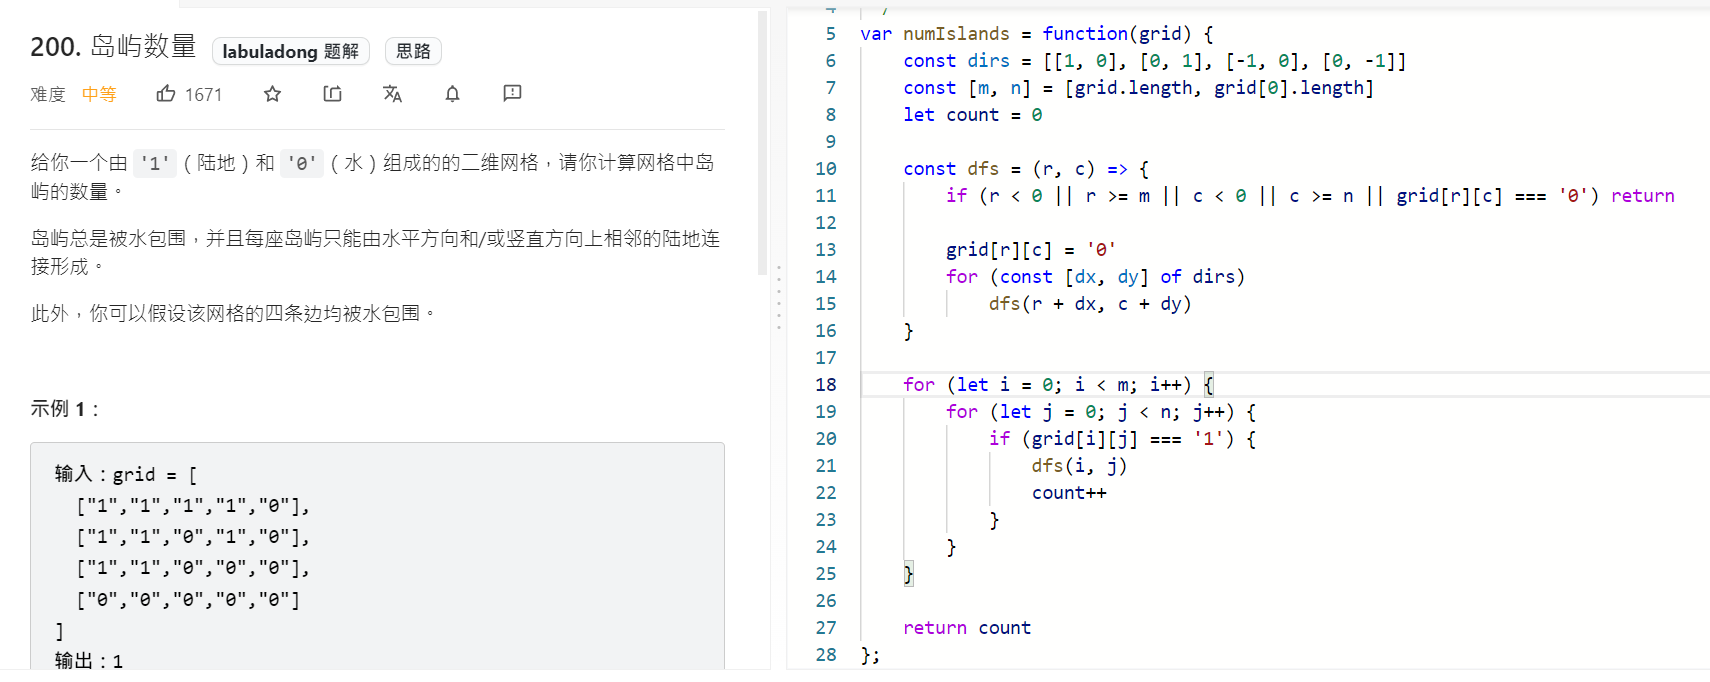 200. 岛屿数量 labuladong 题解 思路
难度 中等 1671
给你一个由 '1'（陆地）和 '0'（水）组成的的二维网格，请你计算网格中岛
屿的数量。
岛屿总是被水包围，并且每座岛屿只能由水平方向和/或竖直方向上相邻的陆地连
接形成。
此外，你可以假设该网格的四条边均被水包围。
示例 1：
输入：grid = [
  ["1","1","1","1","0"],
  ["1","1","0","1","0"],
  ["1","1","0","0","0"],
  ["0","0","0","0","0"]
]
输出：1
5 var numIslands = function(grid) {
6     const dirs = [[1, 0], [0, 1], [-1, 0], [0, -1]]
7     const [m, n] = [grid.length, grid[0].length]
8     let count = 0
9
10     const dfs = (r, c) => {
11         if (r < 0 || r >= m || c < 0 || c >= n || grid[r][c] === '0') return
12
13         grid[r][c] = '0'
14         for (const [dx, dy] of dirs)
15             dfs(r + dx, c + dy)
16     }
17
18     for (let i = 0; i < m; i++) {
19         for (let j = 0; j < n; j++) {
20             if (grid[i][j] === '1') {
21                 dfs(i, j)
22                 count++
23             }
24         }
25     }
26
27     return count
28 };